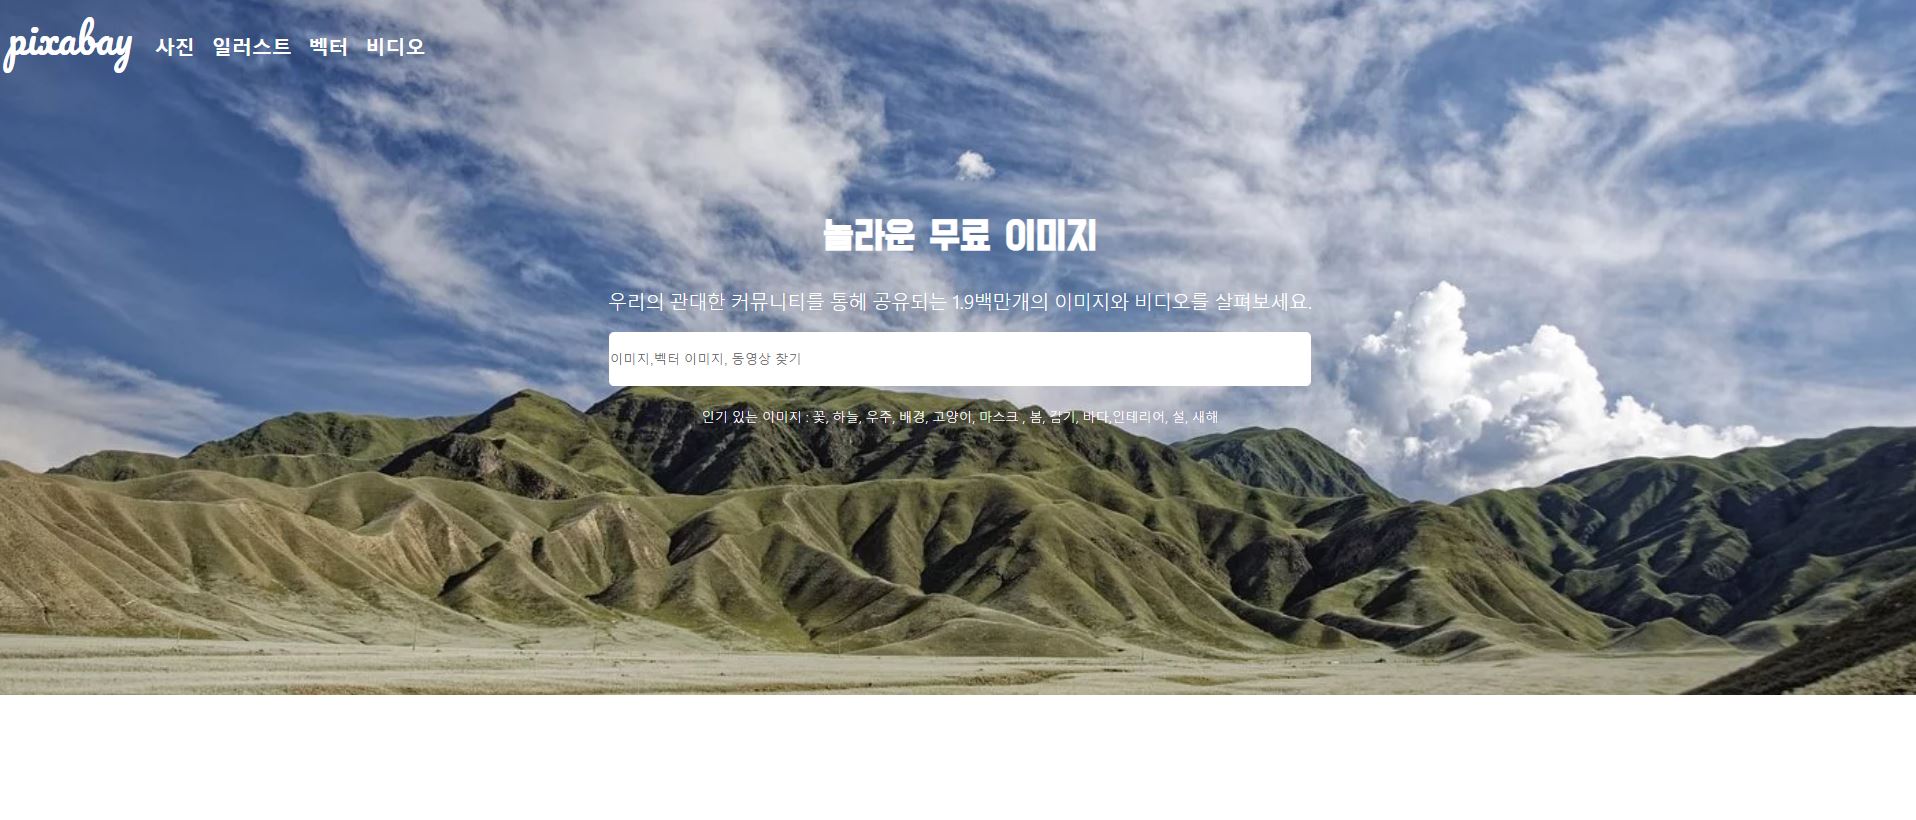 pixabay 사진 일러스트 벡터 비디오
놀라운 무료 이미지
우리의 관대한 커뮤니티를 통헤 공유되는 1.9백만개의 이미지와 비디오를 살펴보세요.
이미지,벡터 이미지, 동영상 찾기
인기 있는 이미지 : 꽃, 하늘, 우주, 배경, 고양이, 마스크 , 봄, 감기, 바다,인테리어, 설, 새해